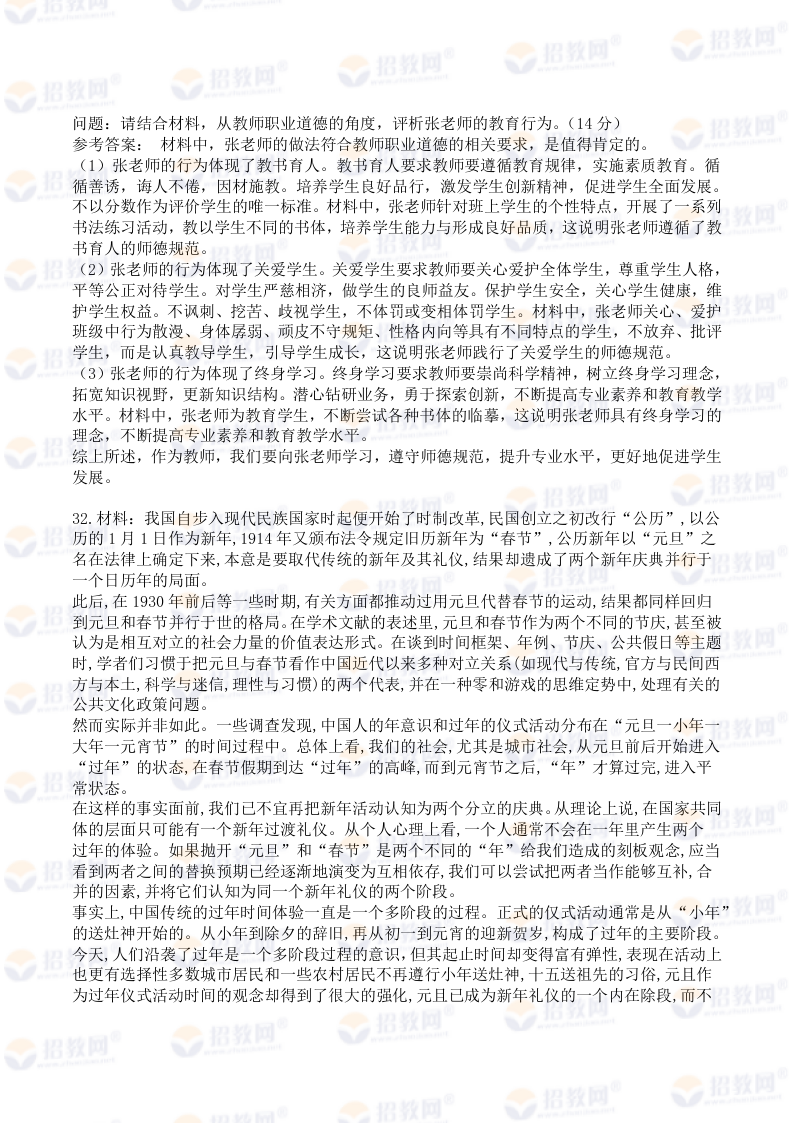 问题：请结合材料，从教师职业道德的角度，评析张老师的教育行为。（14 分）
参考答案： 材料中，张老师的做法符合教师职业道德的相关要求，是值得肯定的。
（1）张老师的行为体现了教书育人。教书育人要求教师要遵循教育规律，实施素质教育。循
循善诱，诲人不倦，因材施教。培养学生良好品行，激发学生创新精神，促进学生全面发展。
不以分数作为评价学生的唯一标准。材料中，张老师针对班上学生的个性特点，开展了一系列
书法练习活动，教以学生不同的书体，培养学生能力与形成良好品质，这说明张老师遵循了教
书育人的师德规范。
（2）张老师的行为体现了关爱学生。关爱学生要求教师要关心爱护全体学生，尊重学生人格，
平等公正对待学生。对学生严慈相济，做学生的良师益友。保护学生安全，关心学生健康，维
护学生权益。不讽刺、挖苦、歧视学生，不体罚或变相体罚学生。材料中，张老师关心、爱护
班级中行为散漫、身体孱弱、顽皮不守规矩、性格内向等具有不同特点的学生，不放弃、批评
学生，而是认真教导学生，引导学生成长，这说明张老师践行了关爱学生的师德规范。
（3）张老师的行为体现了终身学习。终身学习要求教师要崇尚科学精神，树立终身学习理念，
拓宽知识视野，更新知识结构。潜心钻研业务，勇于探索创新，不断提高专业素养和教育教学
水平。材料中，张老师为教育学生，不断尝试各种书体的临摹，这说明张老师具有终身学习的
理念，不断提高专业素养和教育教学水平。
综上所述，作为教师，我们要向张老师学习，遵守师德规范，提升专业水平，更好地促进学生
发展。
32.材料：我国自步入现代民族国家时起便开始了时制改革,民国创立之初改行“公历”,以公
历的 1 月 1 日作为新年,1914 年又颁布法令规定旧历新年为“春节”,公历新年以“元旦”之
名在法律上确定下来,本意是要取代传统的新年及其礼仪,结果却遗成了两个新年庆典并行于
一个日历年的局面。
此后,在 1930 年前后等一些时期,有关方面都推动过用元旦代替春节的运动,结果都同样回归
到元旦和春节并行于世的格局。在学术文献的表述里,元旦和春节作为两个不同的节庆,甚至被
认为是相互对立的社会力量的价值表达形式。在谈到时间框架、年例、节庆、公共假日等主题
时,学者们习惯于把元旦与春节看作中国近代以来多种对立关系(如现代与传统,官方与民间西
方与本土,科学与迷信,理性与习惯)的两个代表,并在一种零和游戏的思维定势中,处理有关的
公共文化政策问题。
然而实际并非如此。一些调查发现,中国人的年意识和过年的仪式活动分布在“元旦一小年一
大年一元宵节”的时间过程中。总体上看,我们的社会,尤其是城市社会,从元旦前后开始进入
“过年”的状态,在春节假期到达“过年”的高峰,而到元宵节之后,“年”才算过完,进入平
常状态。
在这样的事实面前,我们已不宜再把新年活动认知为两个分立的庆典。从理论上说,在国家共同
体的层面只可能有一个新年过渡礼仪。从个人心理上看,一个人通常不会在一年里产生两个
过年的体验。如果抛开“元旦”和“春节”是两个不同的“年”给我们造成的刻板观念,应当
看到两者之间的替换预期已经逐渐地演变为互相依存,我们可以尝试把两者当作能够互补,合
并的因素,并将它们认知为同一个新年礼仪的两个阶段。
事实上,中国传统的过年时间体验一直是一个多阶段的过程。正式的仅式活动通常是从“小年”
的送灶神开始的。从小年到除夕的辞旧,再从初一到元宵的迎新贺岁,构成了过年的主要阶段。
今天,人们沿袭了过年是一个多阶段过程的意识，但其起止时间却变得富有弹性,表现在活动上
也更有选择性多数城市居民和一些农村居民不再遵行小年送灶神,十五送祖先的习俗,元且作
为过年仪式活动时间的观念却得到了很大的强化,元且已成为新年礼仪的一个内在除段,而不